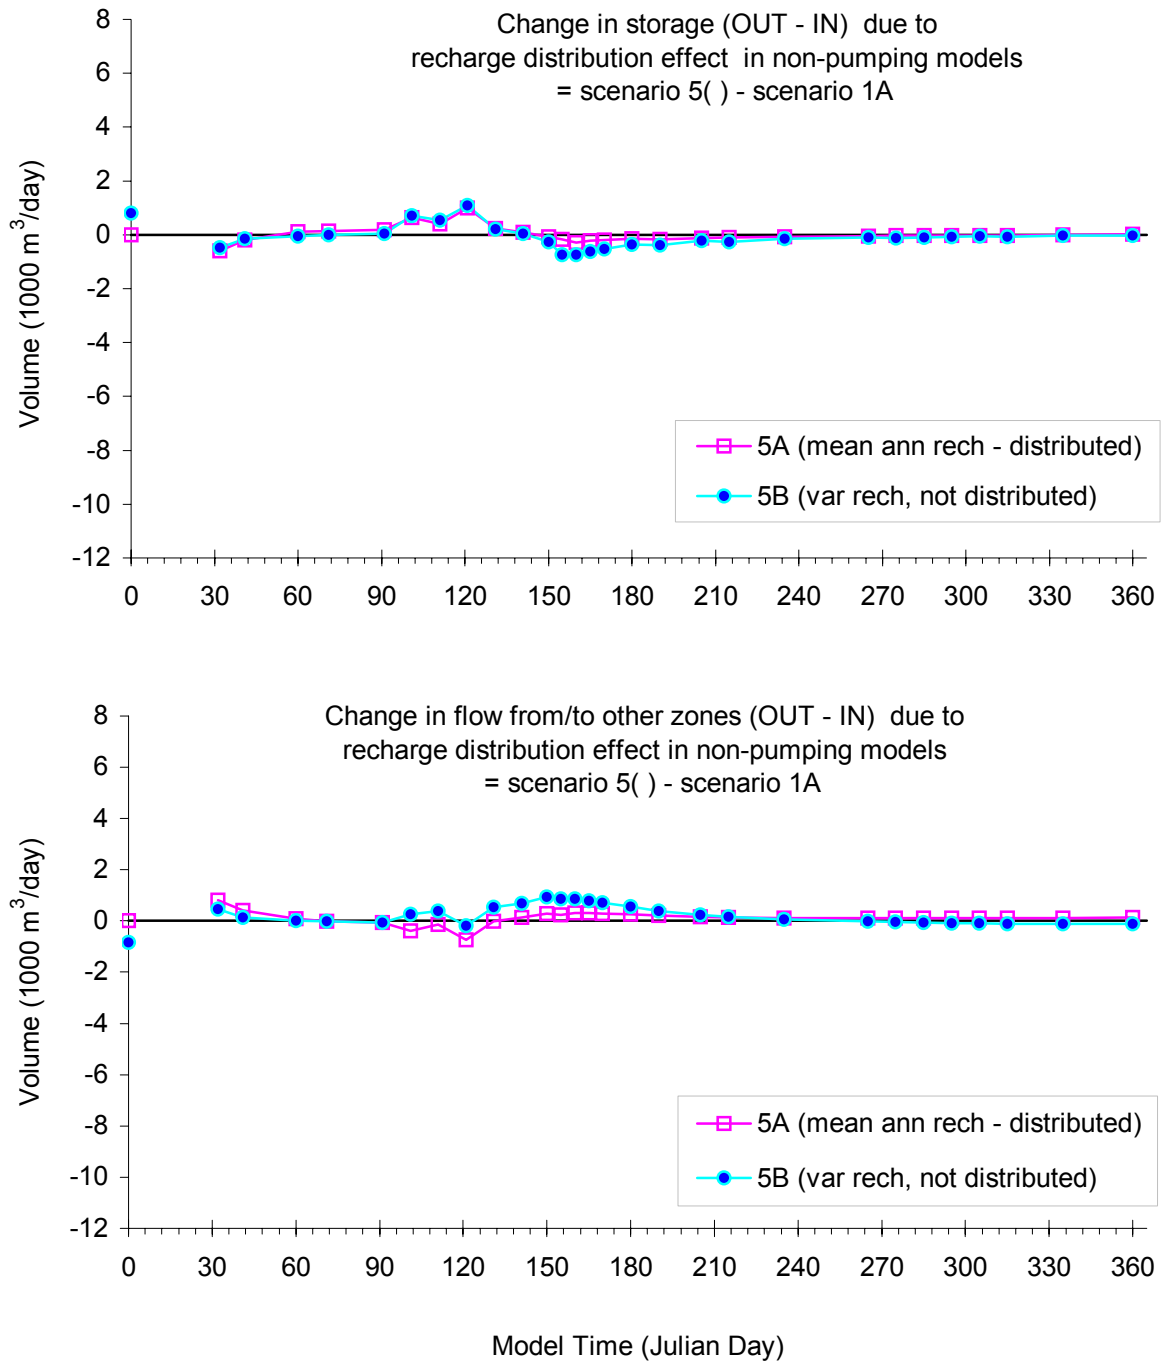 Change in storage (OUT - IN) due to
recharge distribution effect in non-pumping models
= scenario 5( ) - scenario 1A
Volume (1000 m³/day)
8
6
4
2
0
-2
-4
-6
-8
-10
-12
5A (mean ann rech - distributed)
5B (var rech, not distributed)
0 30 60 90 120 150 180 210 240 270 300 330 360
Change in flow from/to other zones (OUT - IN) due to
recharge distribution effect in non-pumping models
= scenario 5( ) - scenario 1A
Volume (1000 m³/day)
8
6
4
2
0
-2
-4
-6
-8
-10
-12
5A (mean ann rech - distributed)
5B (var rech, not distributed)
0 30 60 90 120 150 180 210 240 270 300 330 360
Model Time (Julian Day)